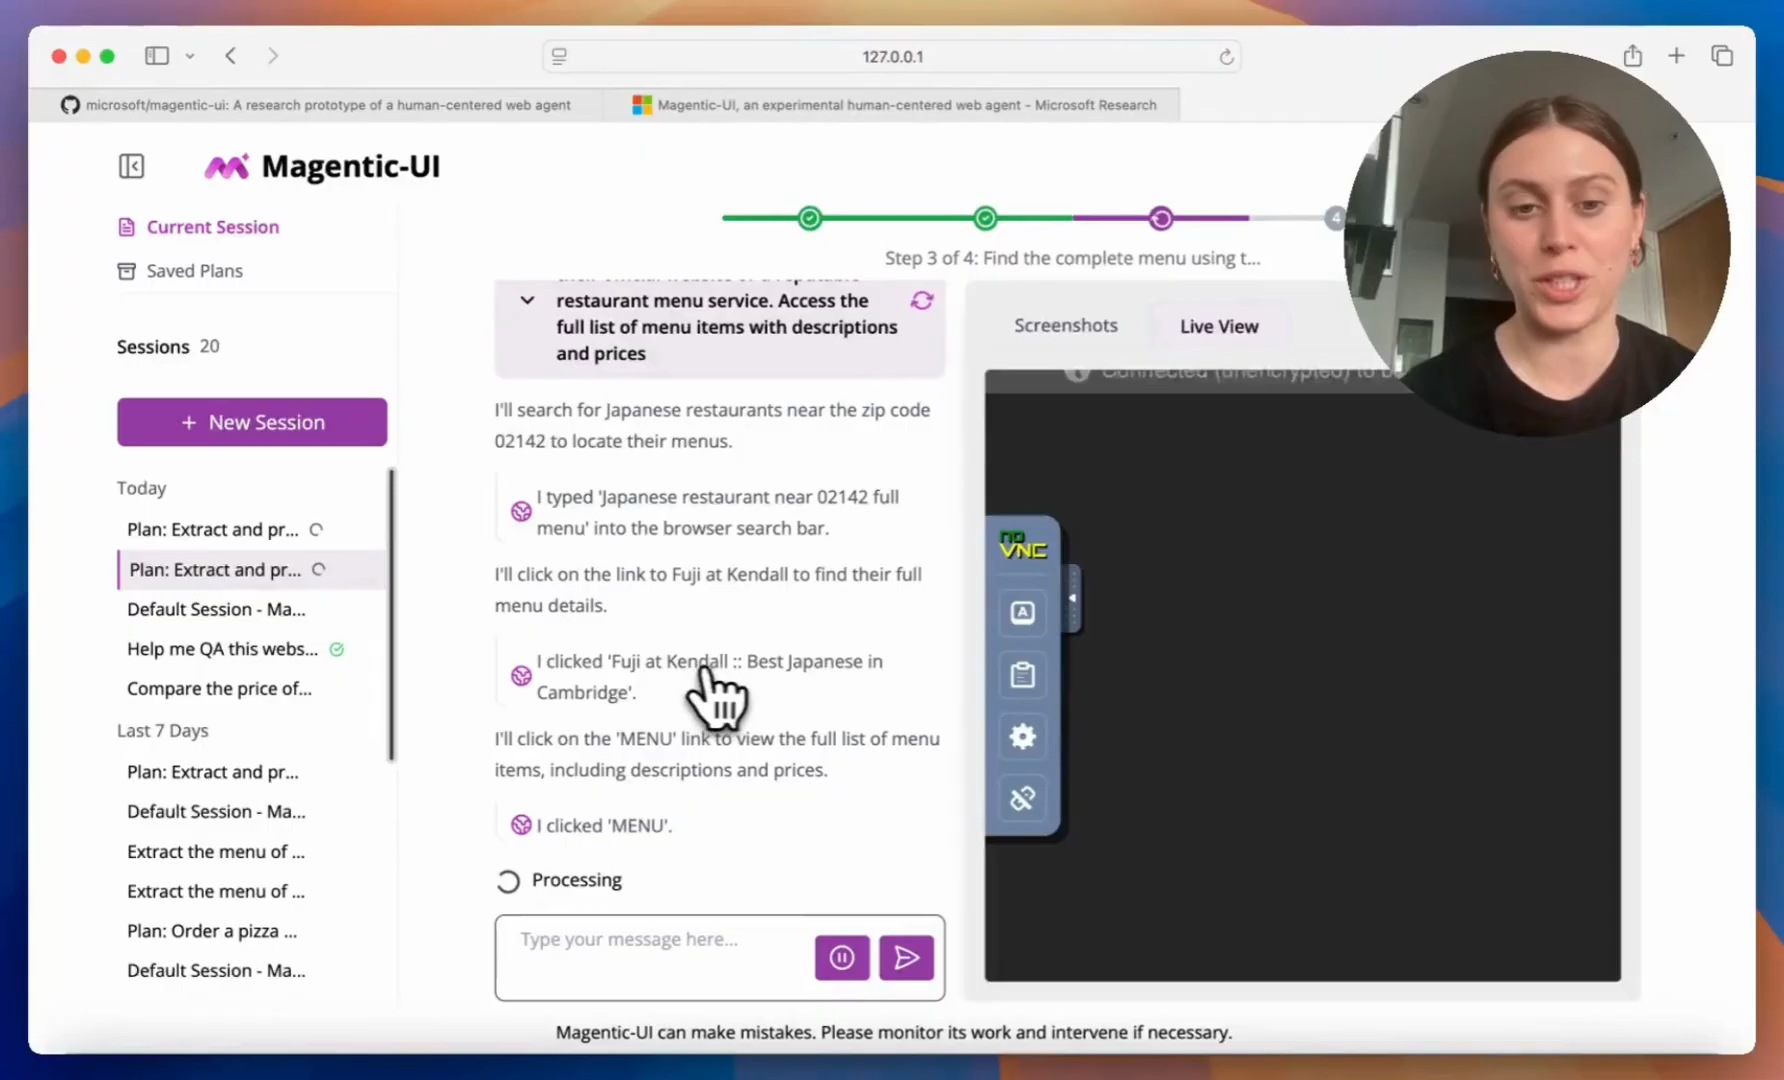 127.0.0.1
microsoft/magentic-ui: A research prototype of a human-centered web agent
Magentic-UI, an experimental human-centered web agent – Microsoft Research
Magentic-UI
Current Session
Saved Plans
Sessions 20
+ New Session
Today
Plan: Extract and pr...
Plan: Extract and pr...
Default Session - Ma...
Help me QA this webs...
Compare the price of...
Last 7 Days
Plan: Extract and pr...
Default Session - Ma...
Extract the menu of ...
Extract the menu of ...
Plan: Order a pizza ...
Default Session - Ma...
4
Step 3 of 4: Find the complete menu using t...
restaurant menu service. Access the
full list of menu items with descriptions
and prices
I'll search for Japanese restaurants near the zip code
02142 to locate their menus.
I typed 'Japanese restaurant near 02142 full
menu' into the browser search bar.
I'll click on the link to Fuji at Kendall to find their full
menu details.
I clicked 'Fuji at Kendall :: Best Japanese in
Cambridge'.
I'll click on the 'MENU' link to view the full list of menu
items, including descriptions and prices.
I clicked 'MENU'.
Processing
Type your message here...
Screenshots
Live View
Connected (unencrypted) to
no
VNC
A
Magentic-UI can make mistakes. Please monitor its work and intervene if necessary.